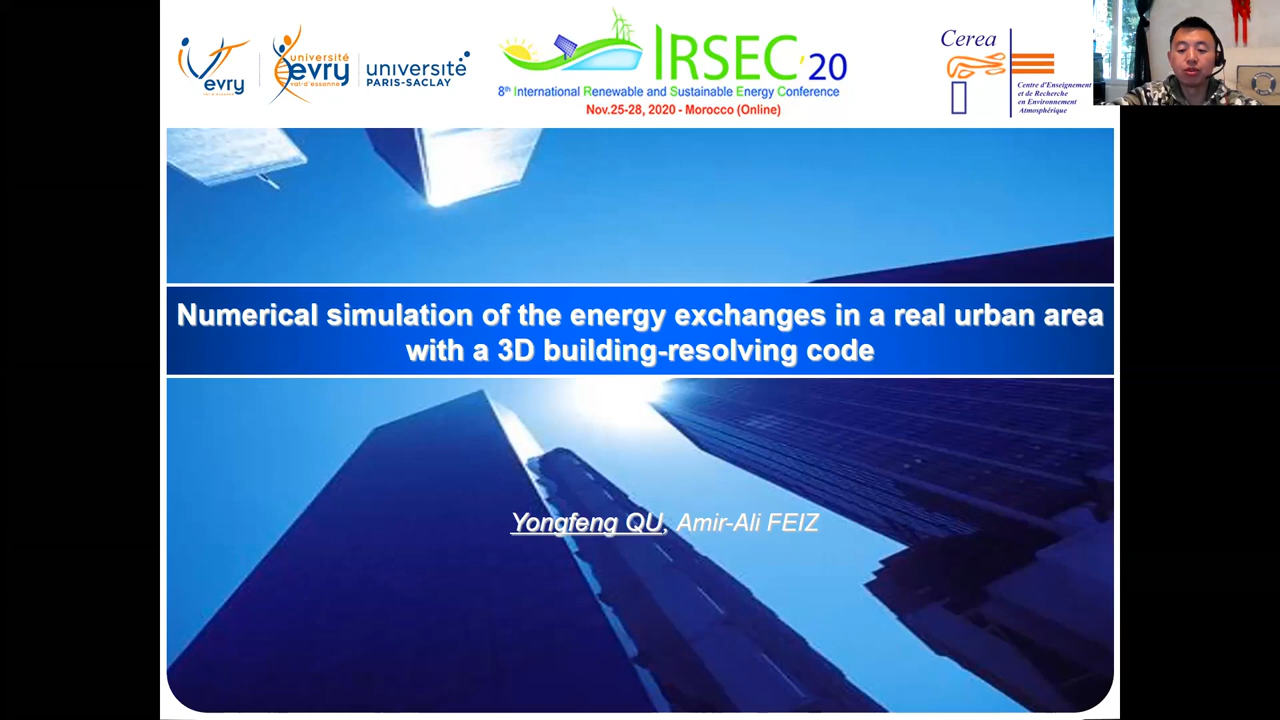 evry
val d'essonne
université
evry
val-d'essonne
université
PARIS-SACLAY
IRSEC'20
8th International Renewable and Sustainable Energy Conference
Nov.25-28, 2020 - Morocco (Online)
Cerea
Centre d'Enseignement
et de Recherche
en Environnement
Atmosphérique
Numerical simulation of the energy exchanges in a real urban area
with a 3D building-resolving code
Yongfeng QU, Amir-Ali FEIZ